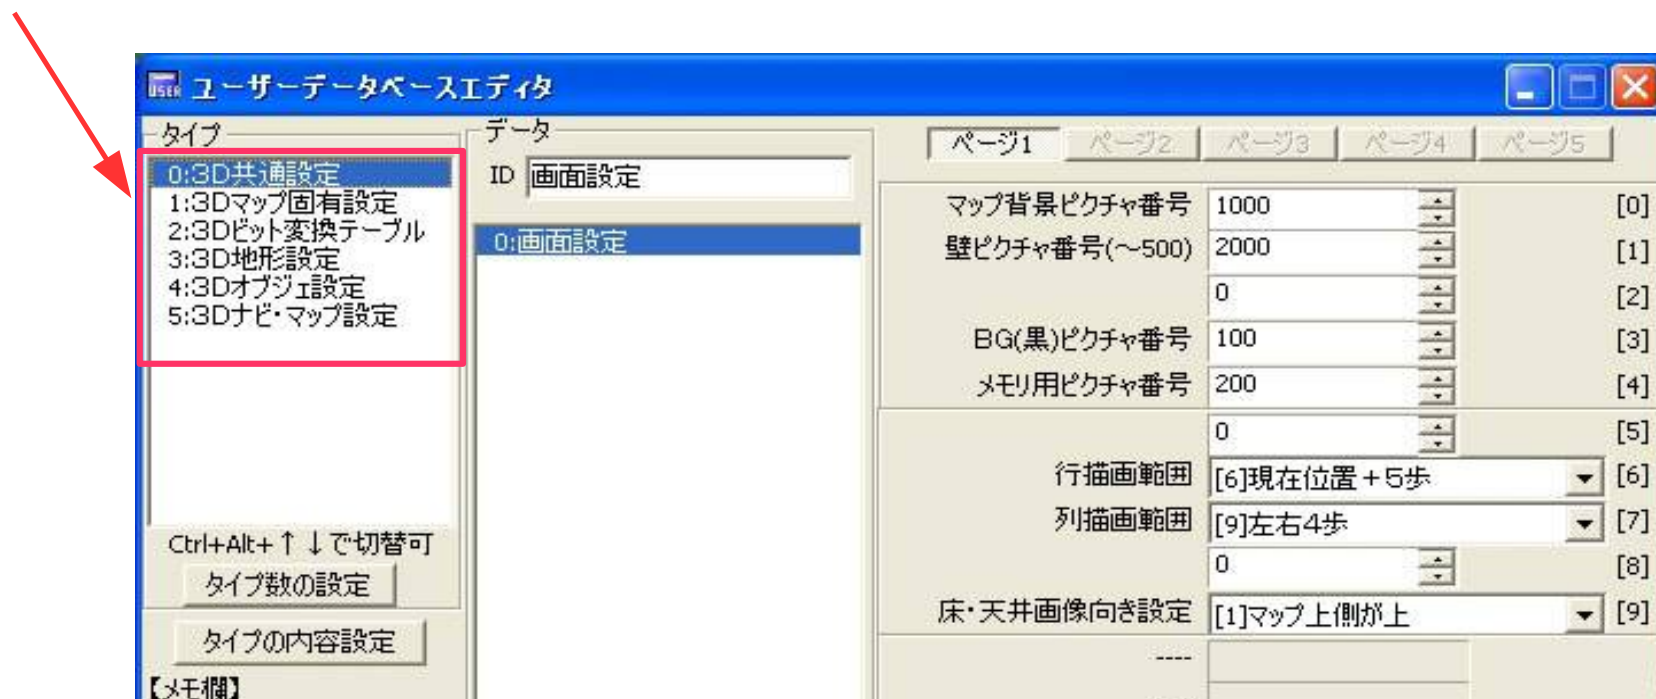 USER ユーザーデータベースエディタ
タイプ
0:3D共通設定
1:3Dマップ固有設定
2:3Dビット変換テーブル
3:3D地形設定
4:3Dオブジェ設定
5:3Dナビ・マップ設定
Ctrl+Alt+↑↓で切替可
タイプ数の設定
タイプの内容設定
【メモ欄】
データ
ID 画面設定
0:画面設定
ページ1 ページ2 ページ3 ページ4 ページ5
マップ背景ピクチャ番号 1000 [0]
壁ピクチャ番号(～500) 2000 [1]
0 [2]
BG(黒)ピクチャ番号 100 [3]
メモリ用ピクチャ番号 200 [4]
0 [5]
行描画範囲 [6]現在位置+5歩 [6]
列描画範囲 [9]左右4歩 [7]
0 [8]
床・天井画像向き設定 [1]マップ上側が上 [9]
----